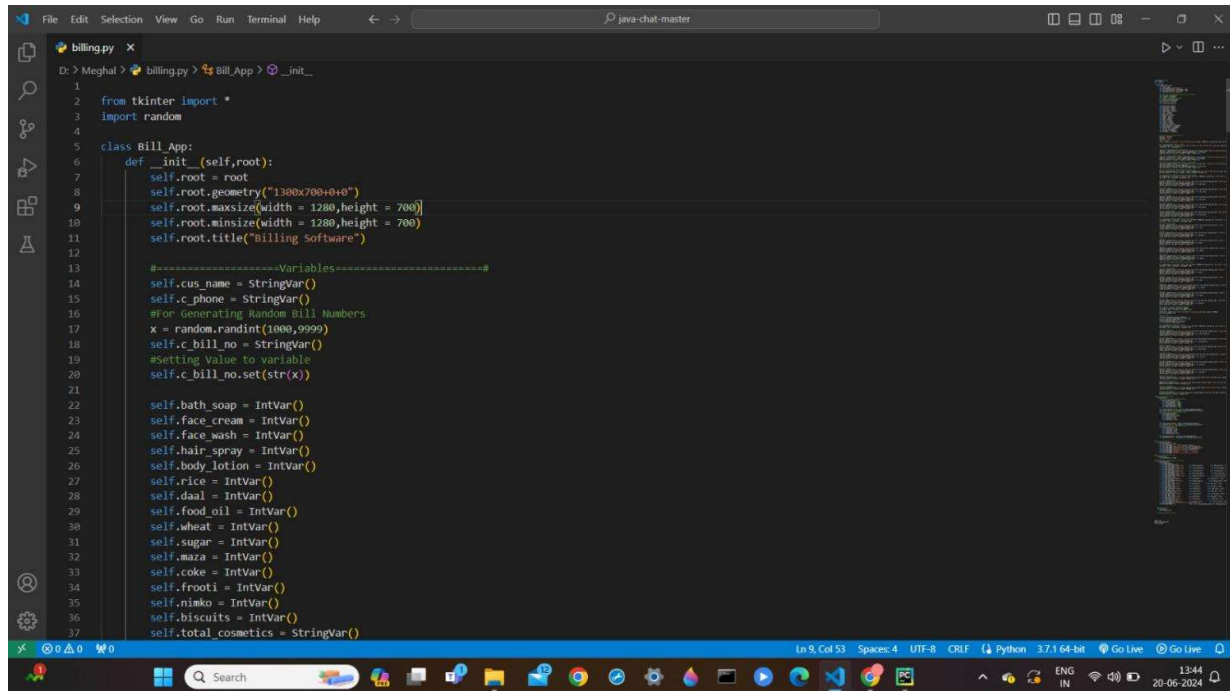 File Edit Selection View Go Run Terminal Help
java-chat-master
billing.py
D: > Meghal > billing.py > Bill_App > __init__
1
2 from tkinter import *
3 import random
4
5 class Bill_App:
6 def __init__(self,root):
7 self.root = root
8 self.root.geometry("1300x700+0+0")
9 self.root.maxsize(width = 1280,height = 700)
10 self.root.minsize(width = 1280,height = 700)
11 self.root.title("Billing Software")
12
13 #====================Variables========================#
14 self.cus_name = StringVar()
15 self.c_phone = StringVar()
16 #For Generating Random Bill Numbers
17 x = random.randint(1000,9999)
18 self.c_bill_no = StringVar()
19 #Setting Value to variable
20 self.c_bill_no.set(str(x))
21
22 self.bath_soap = IntVar()
23 self.face_cream = IntVar()
24 self.face_wash = IntVar()
25 self.hair_spray = IntVar()
26 self.body_lotion = IntVar()
27 self.rice = IntVar()
28 self.daal = IntVar()
29 self.food_oil = IntVar()
30 self.wheat = IntVar()
31 self.sugar = IntVar()
32 self.maza = IntVar()
33 self.coke = IntVar()
34 self.frooti = IntVar()
35 self.nimko = IntVar()
36 self.biscuits = IntVar()
37 self.total_cosmetics = StringVar()
0 0 0 Ln 9, Col 53 Spaces: 4 UTF-8 CRLF Python 3.7.1 64-bit Go Live Go Live
Search 12 ENG 13:44
IN 20-06-2024